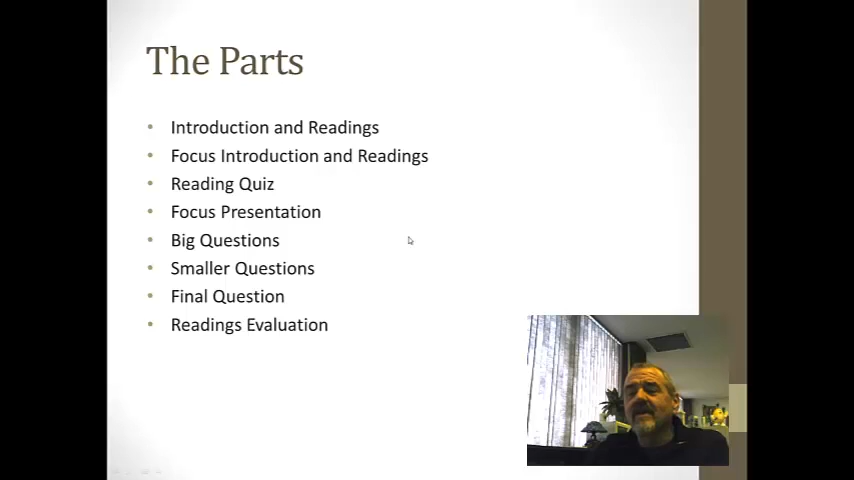 The Parts
Introduction and Readings
Focus Introduction and Readings
Reading Quiz
Focus Presentation
Big Questions
Smaller Questions
Final Question
Readings Evaluation